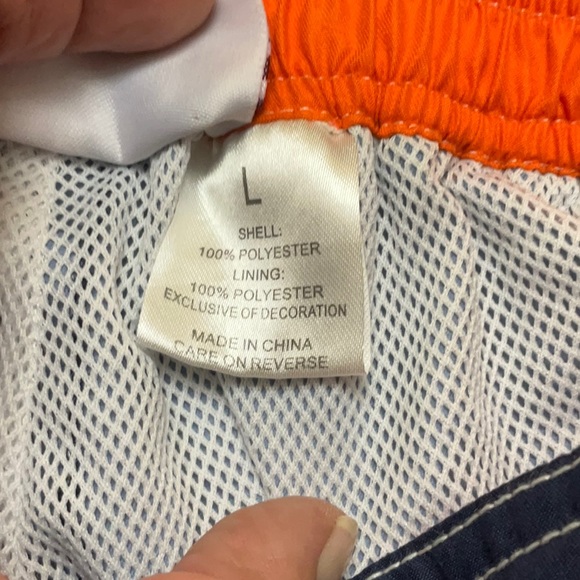 L
SHELL:
100% POLYESTER
LINING:
100% POLYESTER
EXCLUSIVE OF DECORATION
MADE IN CHINA
CARE ON REVERSE